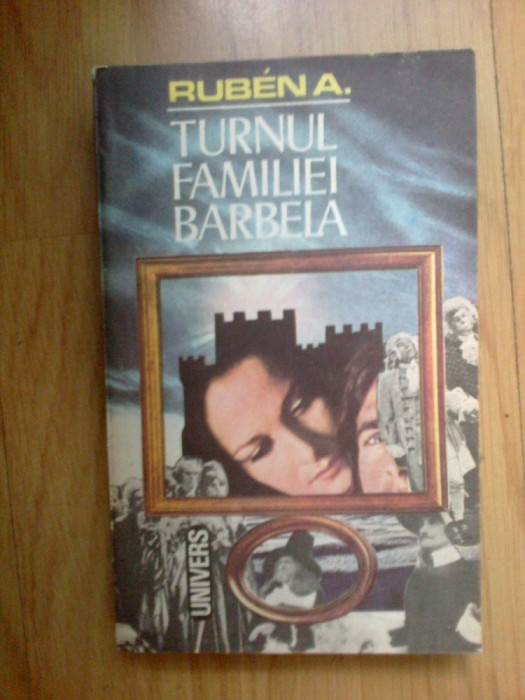 RUBÉN A.
TURNUL
FAMILIEI
BARBELA
UNIVERS